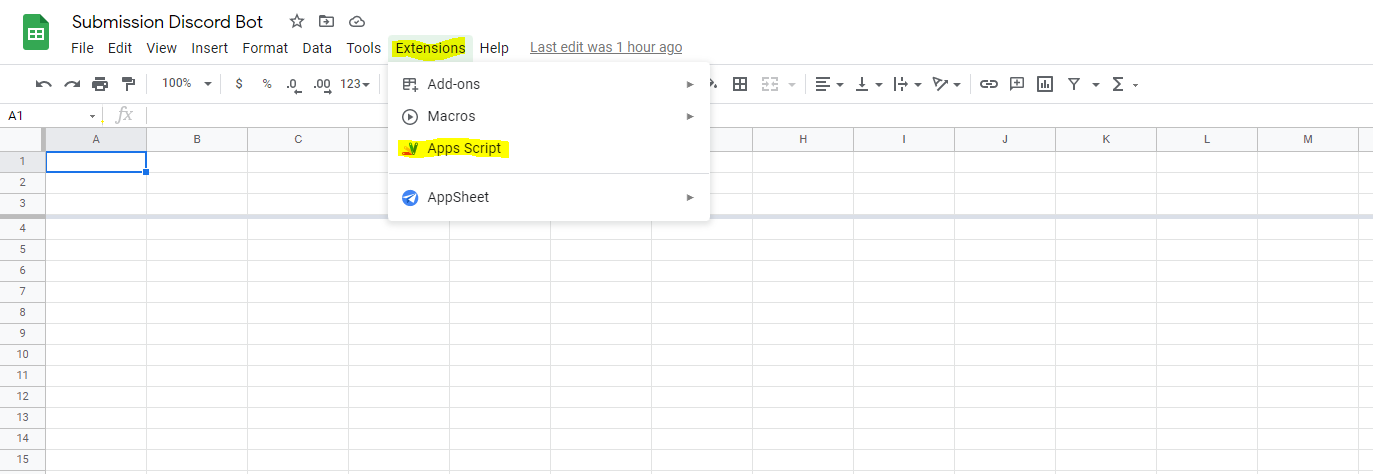 Submission Discord Bot
File Edit View Insert Format Data Tools Extensions Help Last edit was 1 hour ago
100% $ % .0 .00 123
Add-ons
Macros
Apps Script
AppSheet
A1 fx
A B C H I J K L M
1
2
3
4
5
6
7
8
9
10
11
12
13
14
15